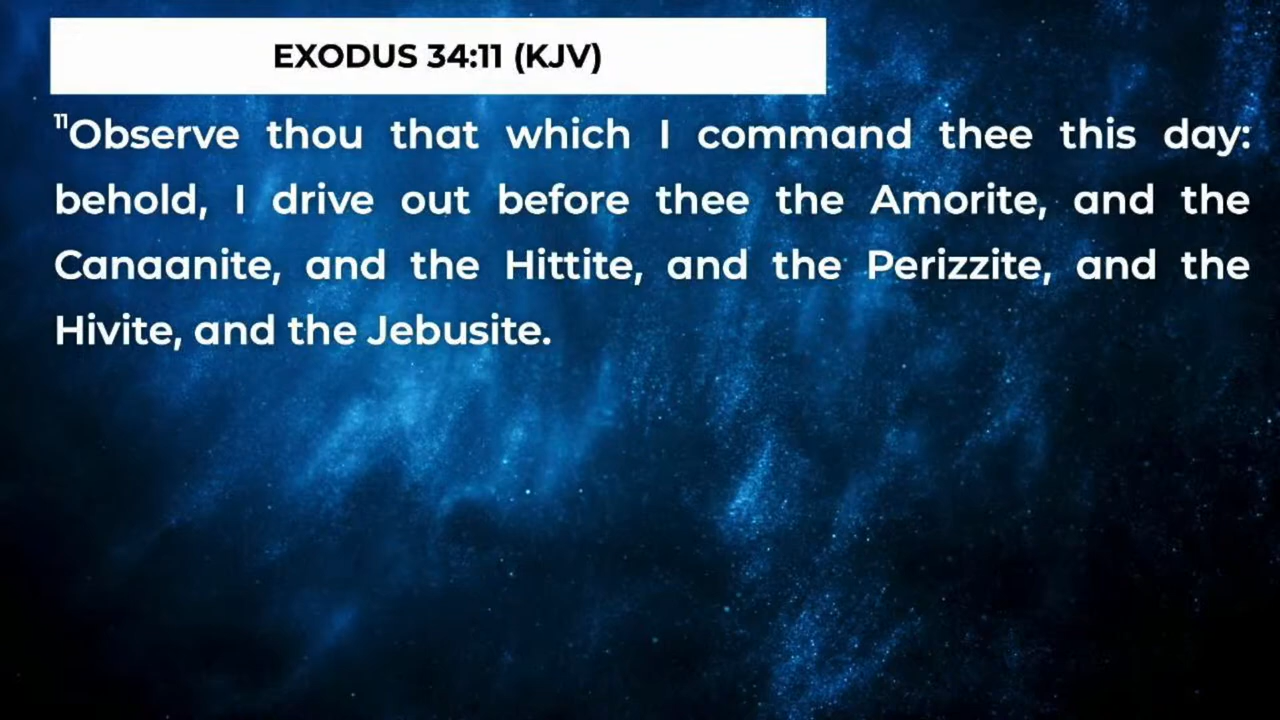 EXODUS 34:11 (KJV)
¹¹Observe thou that which I command thee this day:
behold, I drive out before thee the Amorite, and the
Canaanite, and the Hittite, and the Perizzite, and the
Hivite, and the Jebusite.